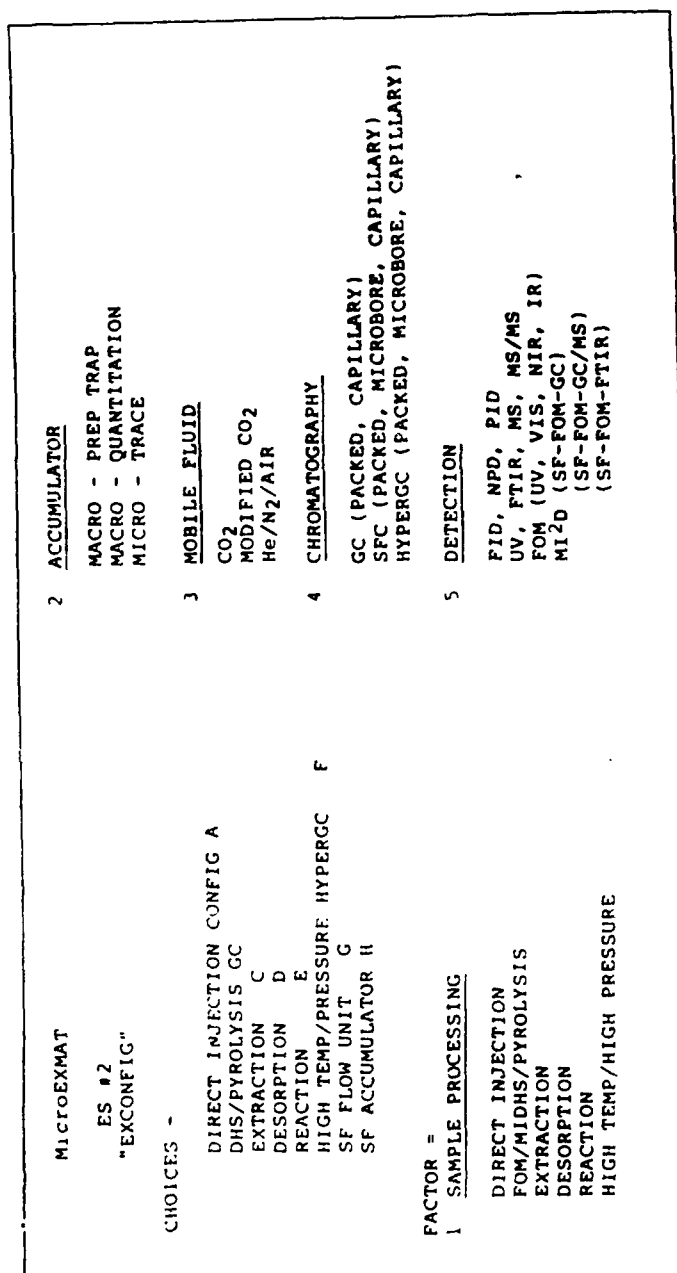 MicroEXMAT
ES #2
"EXCONFIG"
CHOICES -
DIRECT INJECTION CONFIG A
DHS/PYROLYSIS GC
EXTRACTION C
DESORPTION D
REACTION E
HIGH TEMP/PRESSURE HYPERGC F
SF FLOW UNIT G
SF ACCUMULATOR H
FACTOR =
1 SAMPLE PROCESSING
DIRECT INJECTION
FOM/MIDHS/PYROLYSIS
EXTRACTION
DESORPTION
REACTION
HIGH TEMP/HIGH PRESSURE
2 ACCUMULATOR
MACRO - PREP TRAP
MACRO - QUANTITATION
MICRO - TRACE
3 MOBILE FLUID
CO2
MODIFIED CO2
He/N2/AIR
4 CHROMATOGRAPHY
GC (PACKED, CAPILLARY)
SFC (PACKED, MICROBORE, CAPILLARY)
HYPERGC (PACKED, MICROBORE, CAPILLARY)
5 DETECTION
FID, NPD, PID
UV, FTIR, MS, MS/MS
FOM (UV, VIS, NIR, IR)
MI2D (SF-FOM-GC)
(SF-FOM-GC/MS)
(SF-FOM-FTIR)